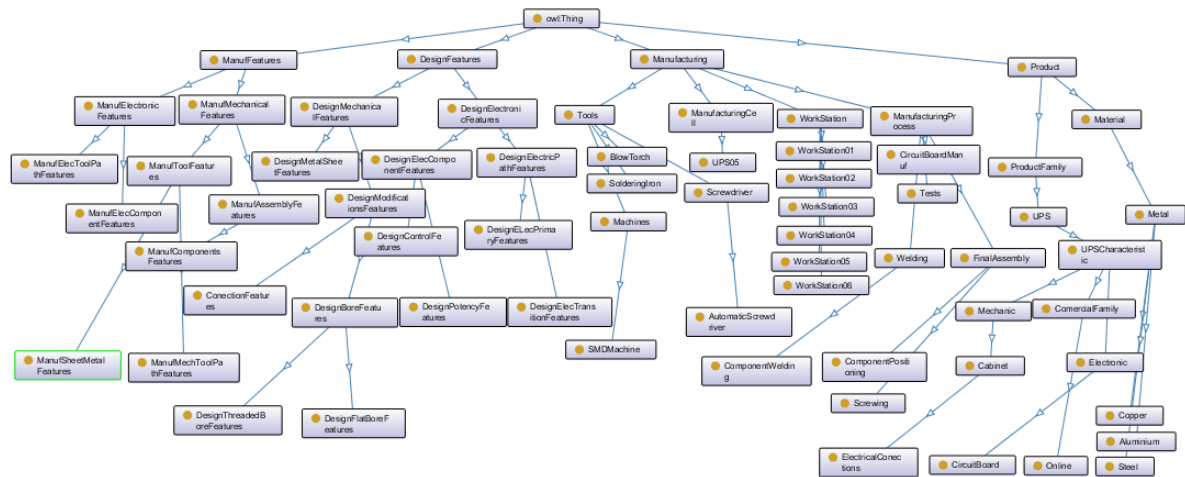 owl:Thing
ManufFeatures
DesignFeatures
Manufacturing
Product
ManufElectronic
Features
ManufMechanical
Features
DesignMechanica
lFeatures
DesignElectroni
cFeatures
Tools
ManufacturingCe
ll
WorkStation
ManufacturingPr
ocess
Material
ManufElecToolPa
thFeatures
ManufToolFeatur
es
DesignMetalShee
tFeatures
DesignElecCompo
nentFeatures
DesignElectricP
athFeatures
BlowTorch
UPS05
WorkStation01
CircuitBoardMan
uf
ProductFamily
SolderingIron
Screwdriver
WorkStation02
Tests
ManufElecCompon
entFeatures
ManufAssemblyFe
atures
DesignModificat
ionsFeatures
Machines
WorkStation03
UPS
Metal
DesignControlFe
atures
DesignELecPrima
ryFeatures
WorkStation04
ManufComponents
Features
WorkStation05
Welding
FinalAssembly
UPSCharacterist
ic
WorkStation06
ConectionFeatur
es
DesignBoreFeatu
res
DesignPotencyFe
atures
DesignElecTrans
itionFeatures
AutomaticScrewd
river
Mechanic
ComercialFamily
SMDMachine
ManufSheetMetal
Features
ManufMechToolPa
thFeatures
ComponentWeldin
g
ComponentPositi
oning
Cabinet
Electronic
Screwing
DesignThreadedB
oreFeatures
DesignFlatBoreF
eatures
Copper
Aluminium
ElectricalConec
tions
CircuitBoard
Online
Steel